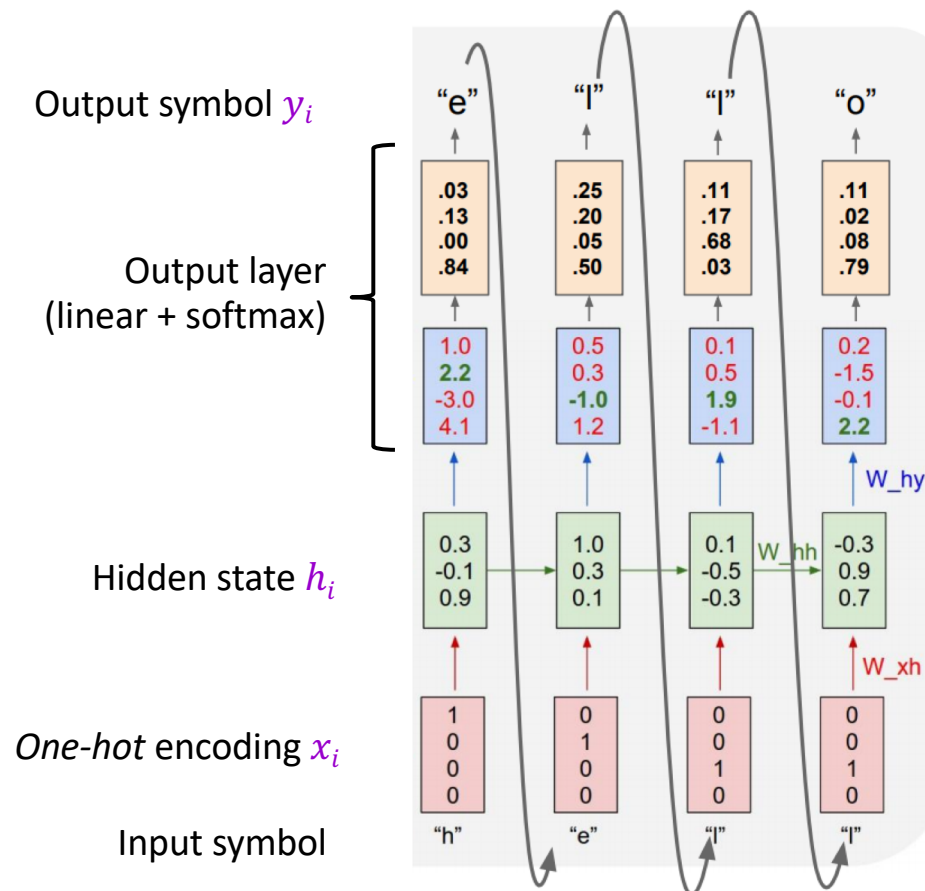 Output symbol yᵢ
“e” “l” “l” “o”
Output layer
(linear + softmax)
.03 .25 .11 .11
.13 .20 .17 .02
.00 .05 .68 .08
.84 .50 .03 .79
1.0 0.5 0.1 0.2
2.2 0.3 0.5 -1.5
-3.0 -1.0 1.9 -0.1
4.1 1.2 -1.1 2.2
W_hy
Hidden state hᵢ
0.3 1.0 0.1 -0.3
-0.1 0.3 -0.5 0.9
0.9 0.1 -0.3 0.7
W_hh
W_xh
One-hot encoding xᵢ
1 0 0 0
0 1 0 0
0 0 1 1
0 0 0 0
Input symbol
“h” “e” “l” “l”